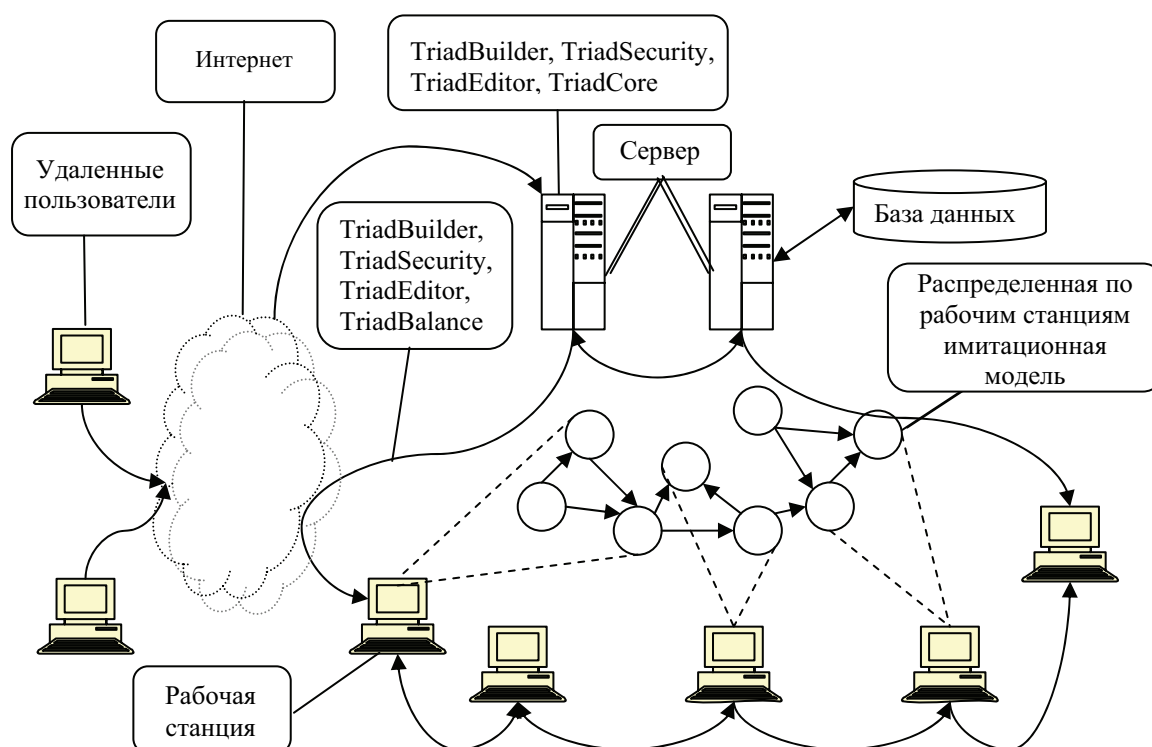 Интернет
TriadBuilder, TriadSecurity,
TriadEditor, TriadCore
Удаленные
пользователи
Сервер
База данных
TriadBuilder,
TriadSecurity,
TriadEditor,
TriadBalance
Распределенная по
рабочим станциям
имитационная
модель
Рабочая
станция